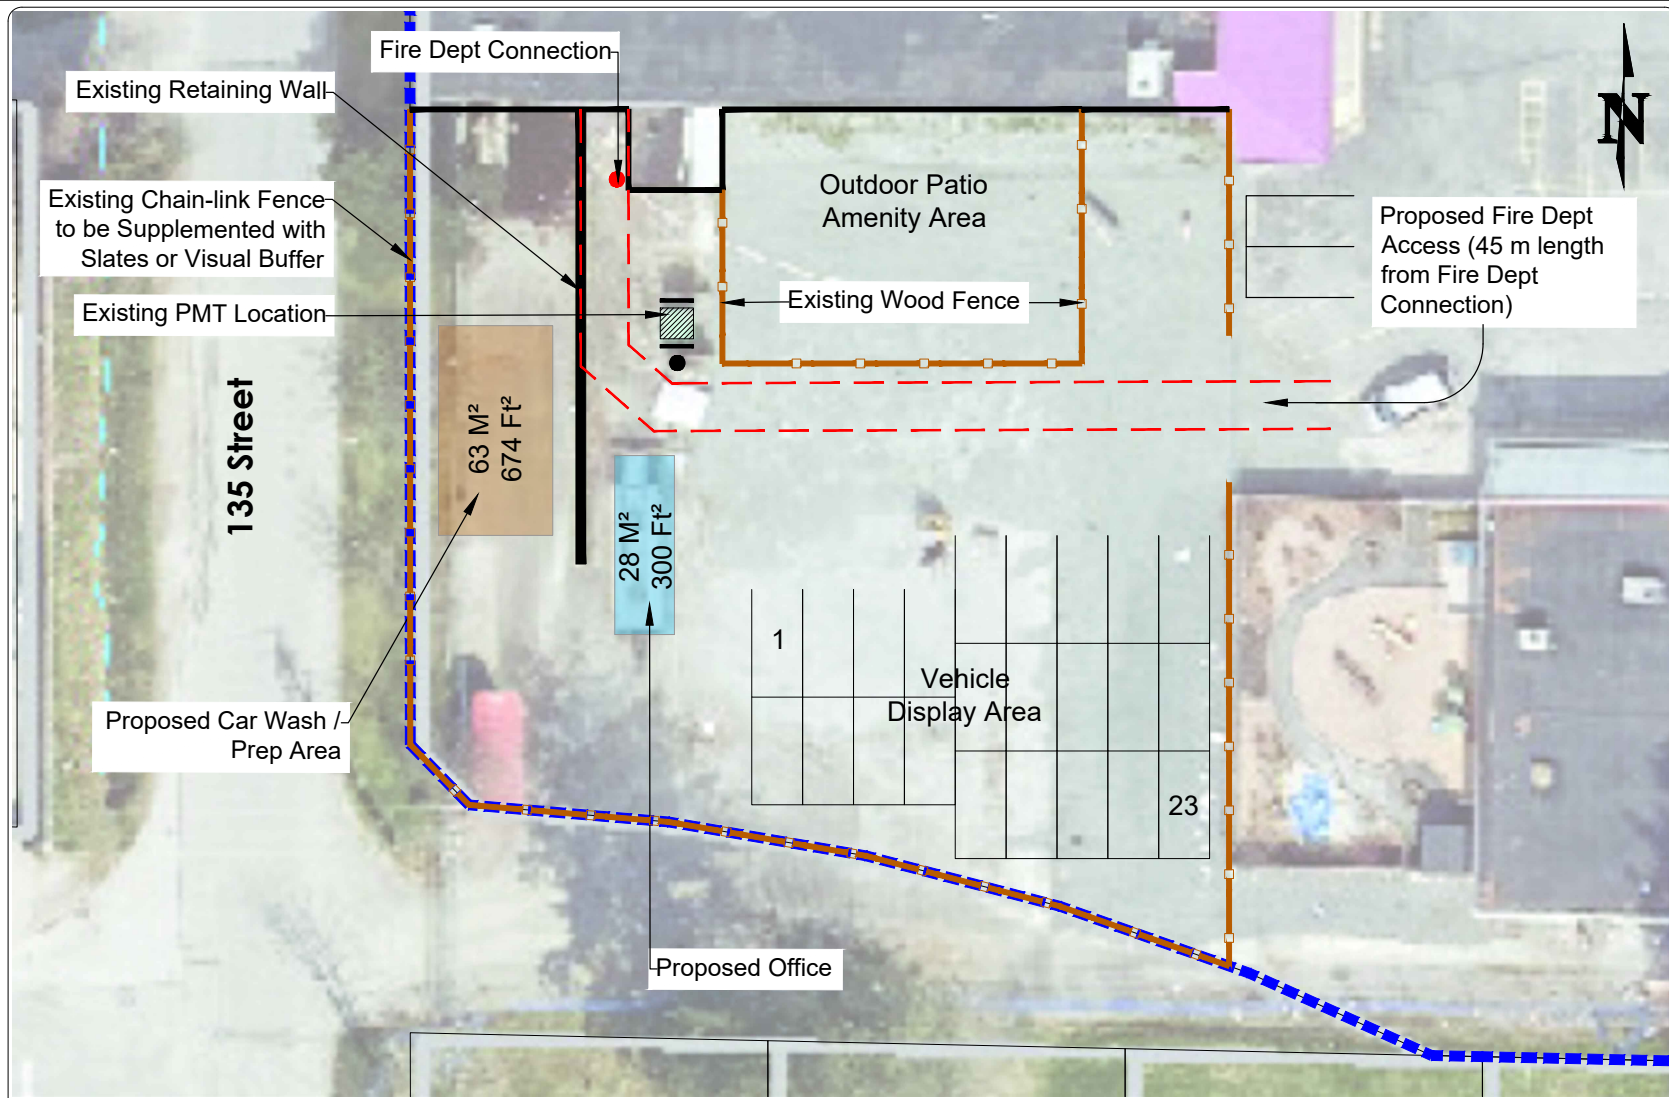 Fire Dept Connection
Existing Retaining Wall
N
Existing Chain-link Fence
to be Supplemented with
Slates or Visual Buffer
Outdoor Patio
Amenity Area
Proposed Fire Dept
Access (45 m length
from Fire Dept
Connection)
Existing PMT Location
Existing Wood Fence
135 Street
63 M²
674 Ft²
28 M²
300 Ft²
1
Vehicle
Display Area
23
Proposed Car Wash /
Prep Area
Proposed Office